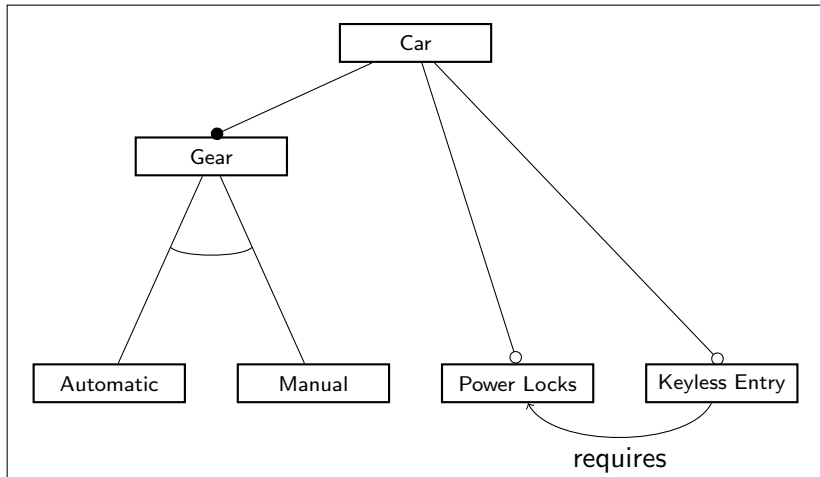 Car
Gear
Automatic
Manual
Power Locks
Keyless Entry
requires